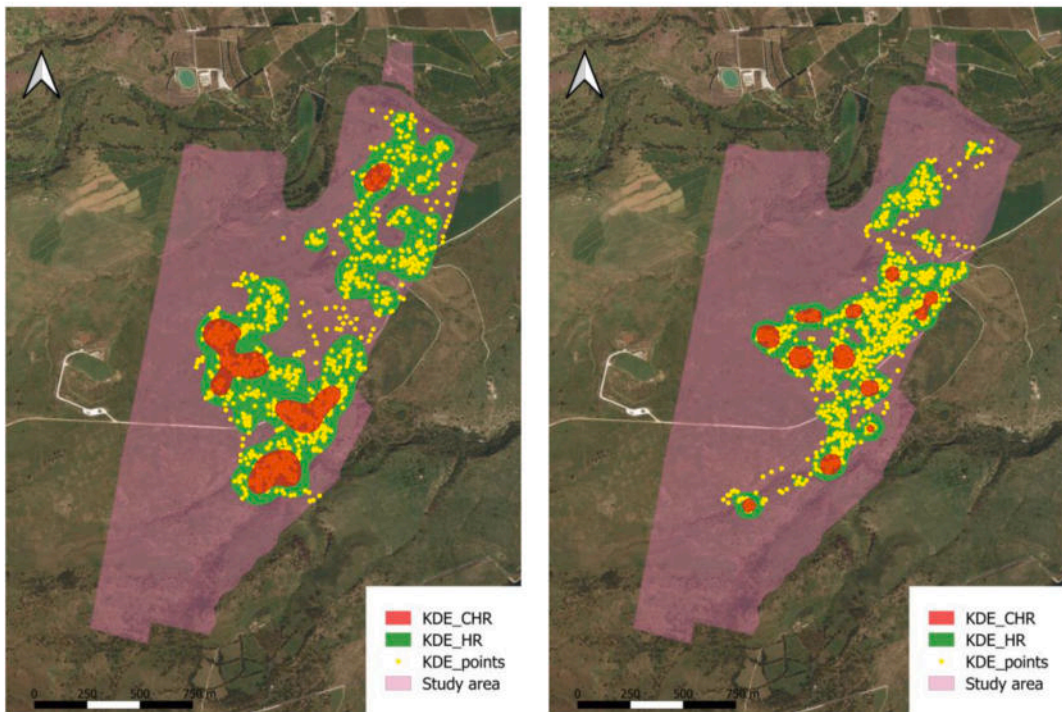 KDE_CHR
KDE_HR
KDE_points
Study area
0 250 500 750 m
KDE_CHR
KDE_HR
KDE_points
Study area
0 250 500 750 m